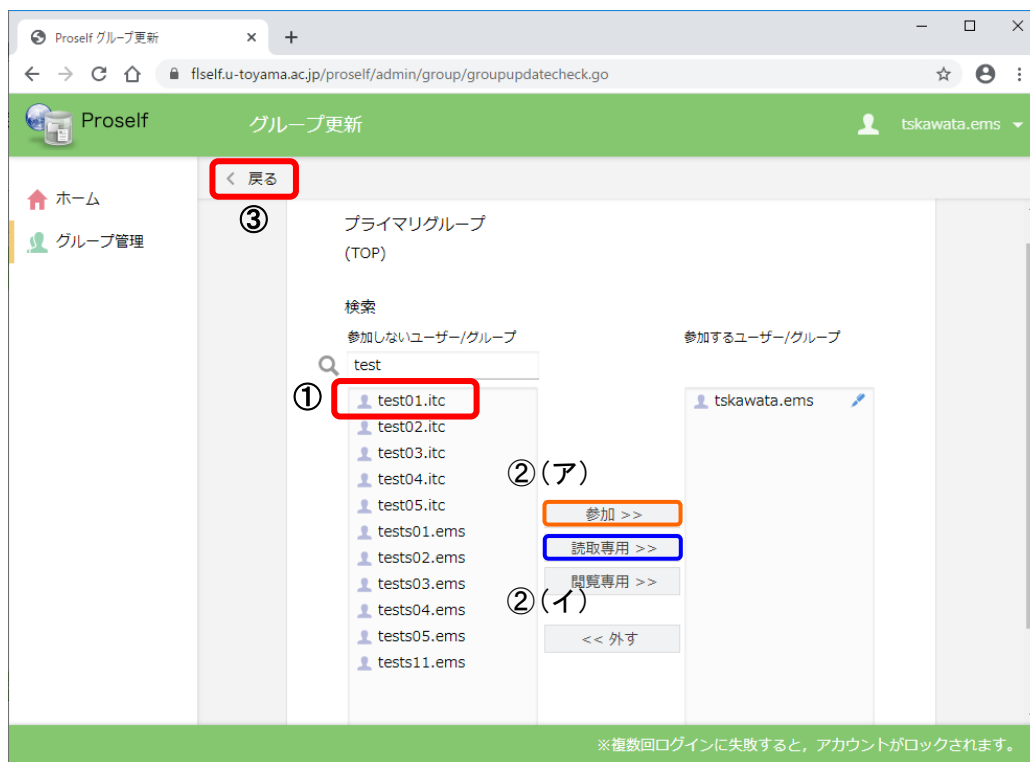 Proself グループ更新
flself.u-toyama.ac.jp/proself/admin/group/groupupdatecheck.go
Proself
グループ更新
tskawata.ems
戻る
③
ホーム
グループ管理
プライマリグループ
(TOP)
検索
参加しないユーザー/グループ
参加するユーザー/グループ
test
①
test01.itc
tskawata.ems
test02.itc
test03.itc
test04.itc
②(ア)
test05.itc
参加 >>
tests01.ems
読取専用 >>
tests02.ems
閲覧専用 >>
tests03.ems
②(イ)
tests04.ems
tests05.ems
<< 外す
tests11.ems
※複数回ログインに失敗すると，アカウントがロックされます。